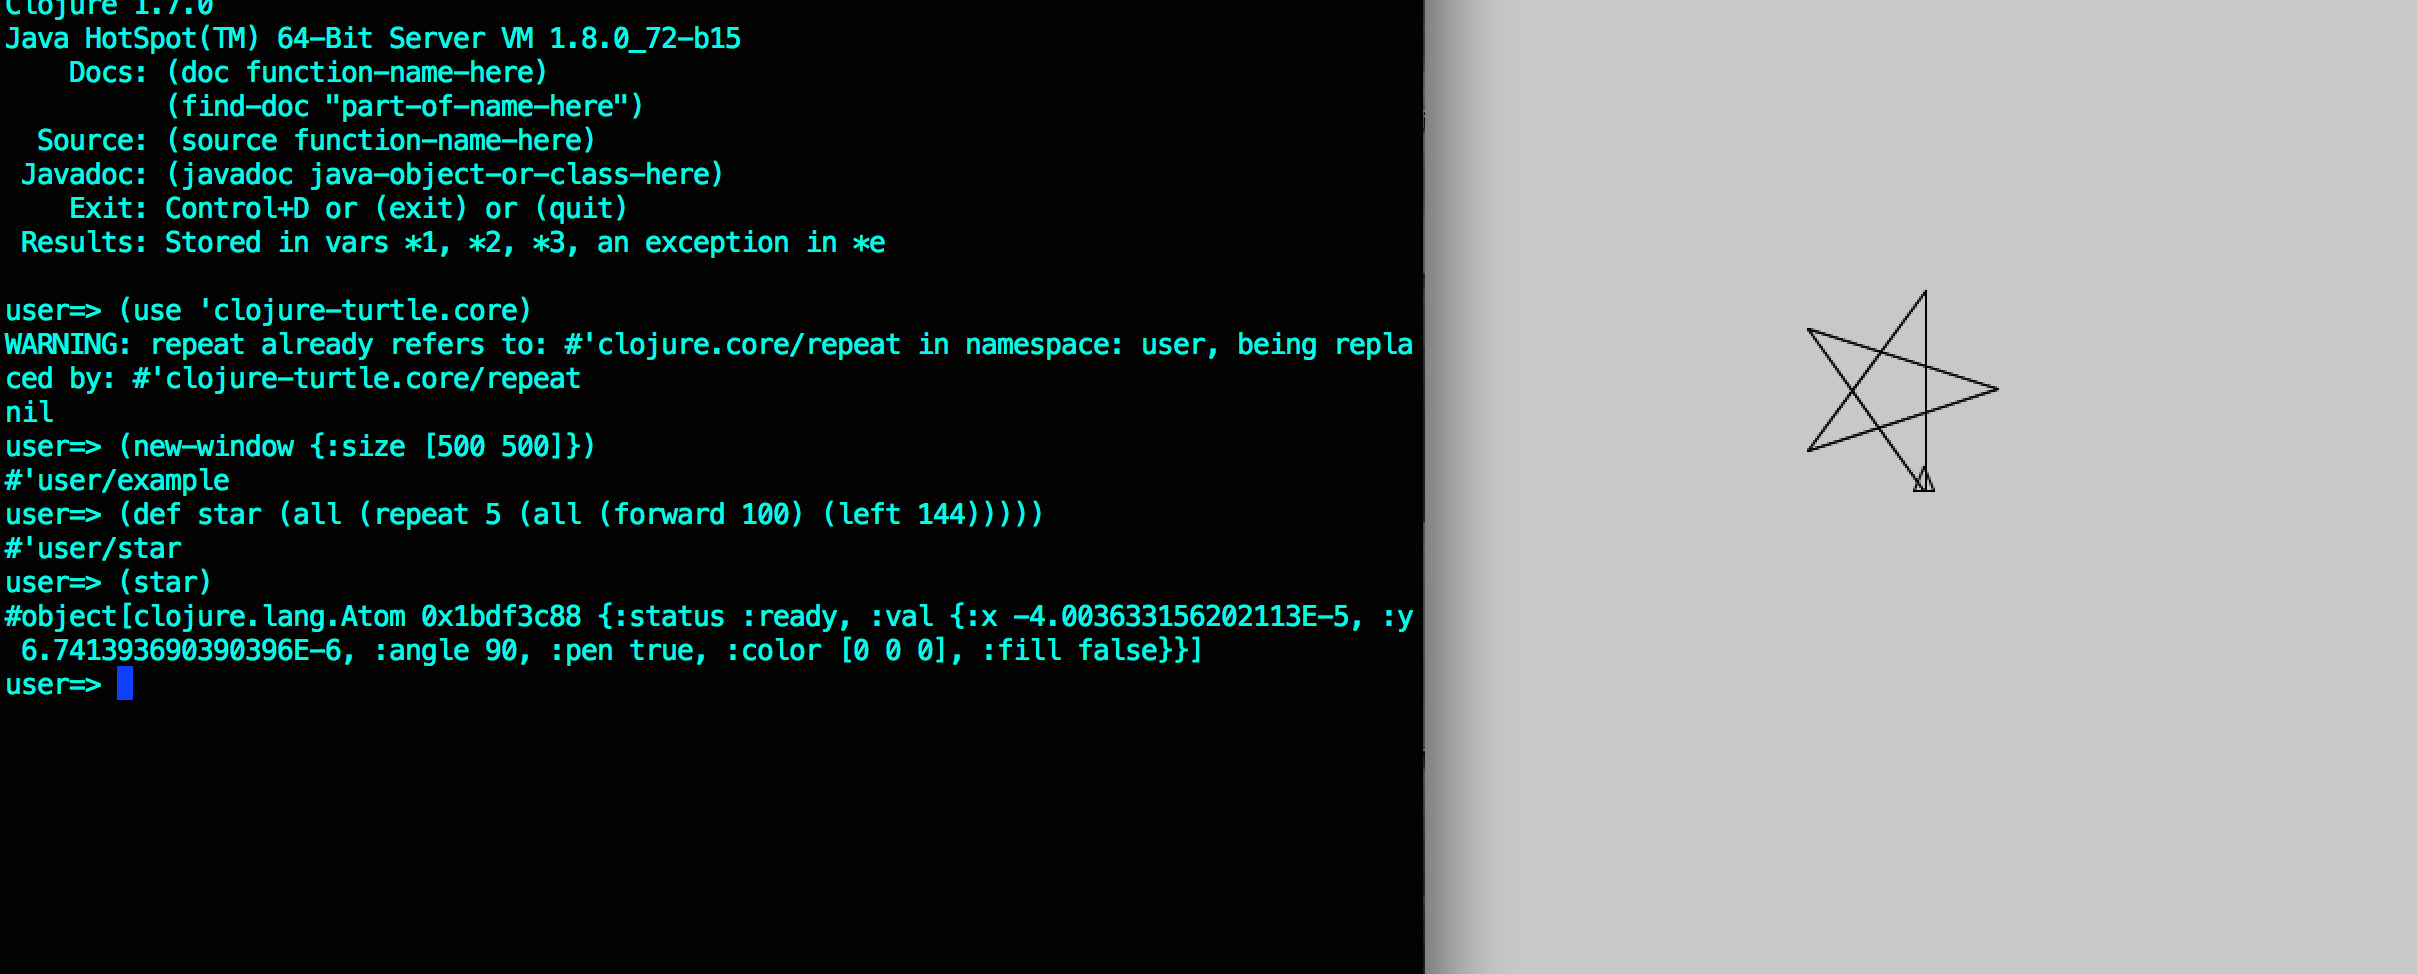 Clojure 1.7.0
Java HotSpot(TM) 64-Bit Server VM 1.8.0_72-b15
    Docs: (doc function-name-here)
          (find-doc "part-of-name-here")
  Source: (source function-name-here)
 Javadoc: (javadoc java-object-or-class-here)
    Exit: Control+D or (exit) or (quit)
 Results: Stored in vars *1, *2, *3, an exception in *e

user=> (use 'clojure-turtle.core)
WARNING: repeat already refers to: #'clojure.core/repeat in namespace: user, being repla
ced by: #'clojure-turtle.core/repeat
nil
user=> (new-window {:size [500 500]})
#'user/example
user=> (def star (all (repeat 5 (all (forward 100) (left 144)))))
#'user/star
user=> (star)
#object[clojure.lang.Atom 0x1bdf3c88 {:status :ready, :val {:x -4.003633156202113E-5, :y
 6.741393690390396E-6, :angle 90, :pen true, :color [0 0 0], :fill false}}]
user=>